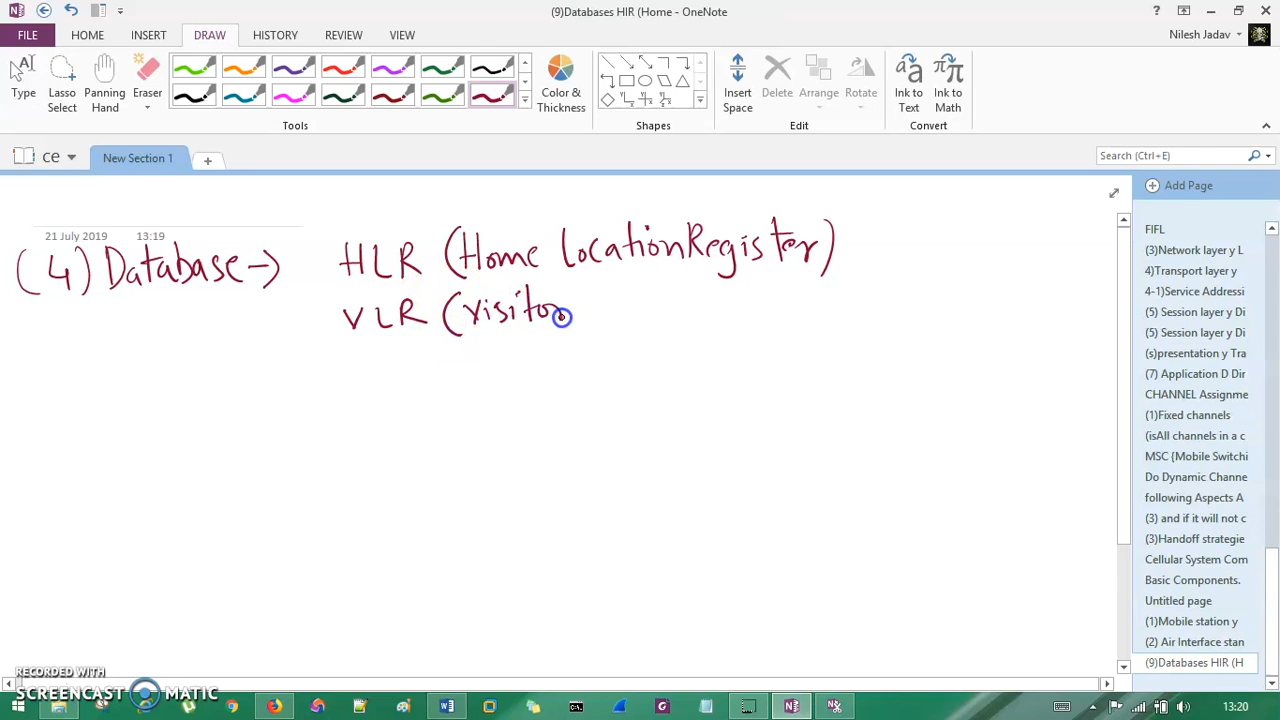 (9)Databases HIR (Home - OneNote
FILE HOME INSERT DRAW HISTORY REVIEW VIEW Nilesh Jadav
Type Lasso Select Panning Hand Eraser Color & Thickness Insert Space Delete Arrange Rotate Ink to Text Ink to Math
Tools Shapes Edit Convert
ce New Section 1 Search (Ctrl+E)
Add Page
21 July 2019 13:19
(4) Database → HLR (Home LocationRegister)
VLR (Visitor
FIFL
(3)Network layer y L
4)Transport layer y
4-1)Service Addressi
(5) Session layer y Di
(5) Session layer y Di
(s)presentation y Tra
(7) Application D Dir
CHANNEL Assignme
(1)Fixed channels
(isAll channels in a c
MSC {Mobile Switchi
Do Dynamic Channe
following Aspects A
(3) and if it will not c
(3)Handoff strategie
Cellular System Com
Basic Components.
Untitled page
(1)Mobile station y
(2) Air Interface stan
(9)Databases HIR (H
RECORDED WITH
SCREENCAST MATIC
13:20